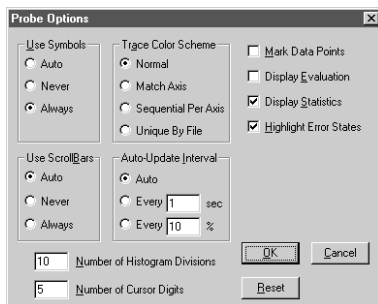 Probe Options
Use Symbols
Auto
Never
Always
Trace Color Scheme
Normal
Match Axis
Sequential Per Axis
Unique By File
Mark Data Points
Display Evaluation
Display Statistics
Highlight Error States
Use ScrollBars
Auto
Never
Always
Auto-Update Interval
Auto
Every 1 sec
Every 10 %
10 Number of Histogram Divisions
5 Number of Cursor Digits
OK
Cancel
Reset